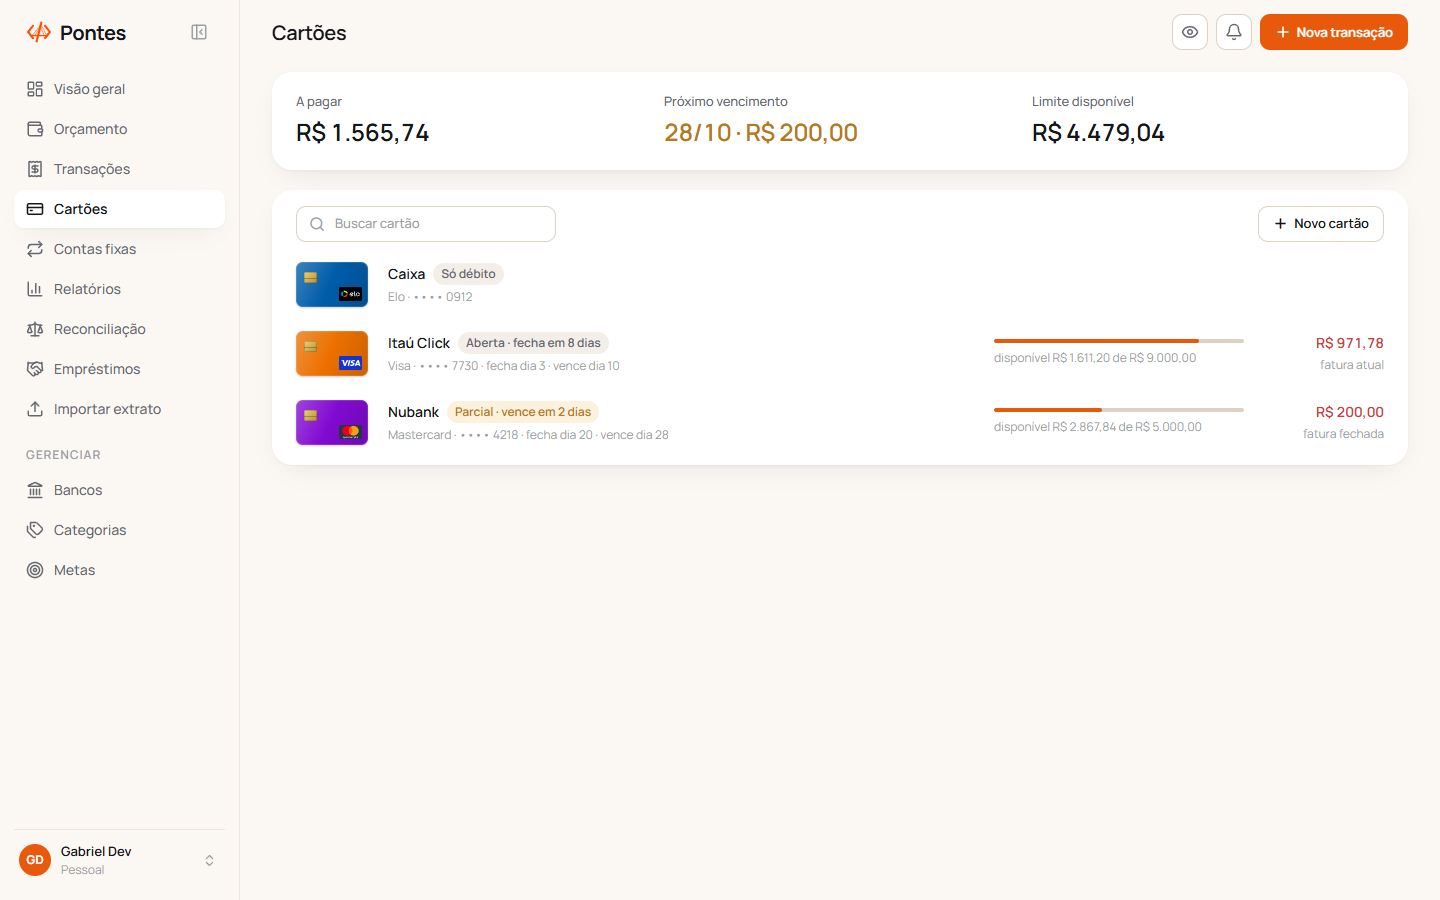 Pontes
Cartões
Nova transação
Visão geral
Orçamento
Transações
Cartões
Contas fixas
Relatórios
Reconciliação
Empréstimos
Importar extrato
GERENCIAR
Bancos
Categorias
Metas
GD
Gabriel Dev
Pessoal
A pagar
R$ 1.565,74
Próximo vencimento
28/10 · R$ 200,00
Limite disponível
R$ 4.479,04
Buscar cartão
Novo cartão
elo
Caixa Só débito
Elo · •••• 0912
VISA
Itaú Click Aberta · fecha em 8 dias
Visa · •••• 7730 · fecha dia 3 · vence dia 10
disponível R$ 1.611,20 de R$ 9.000,00
R$ 971,78
fatura atual
Nubank Parcial · vence em 2 dias
Mastercard · •••• 4218 · fecha dia 20 · vence dia 28
disponível R$ 2.867,84 de R$ 5.000,00
R$ 200,00
fatura fechada